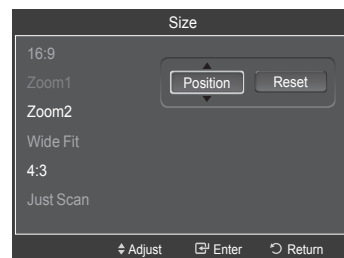 Size
16:9
Zoom1
Position Reset
Zoom2
Wide Fit
4:3
Just Scan
Adjust Enter Return